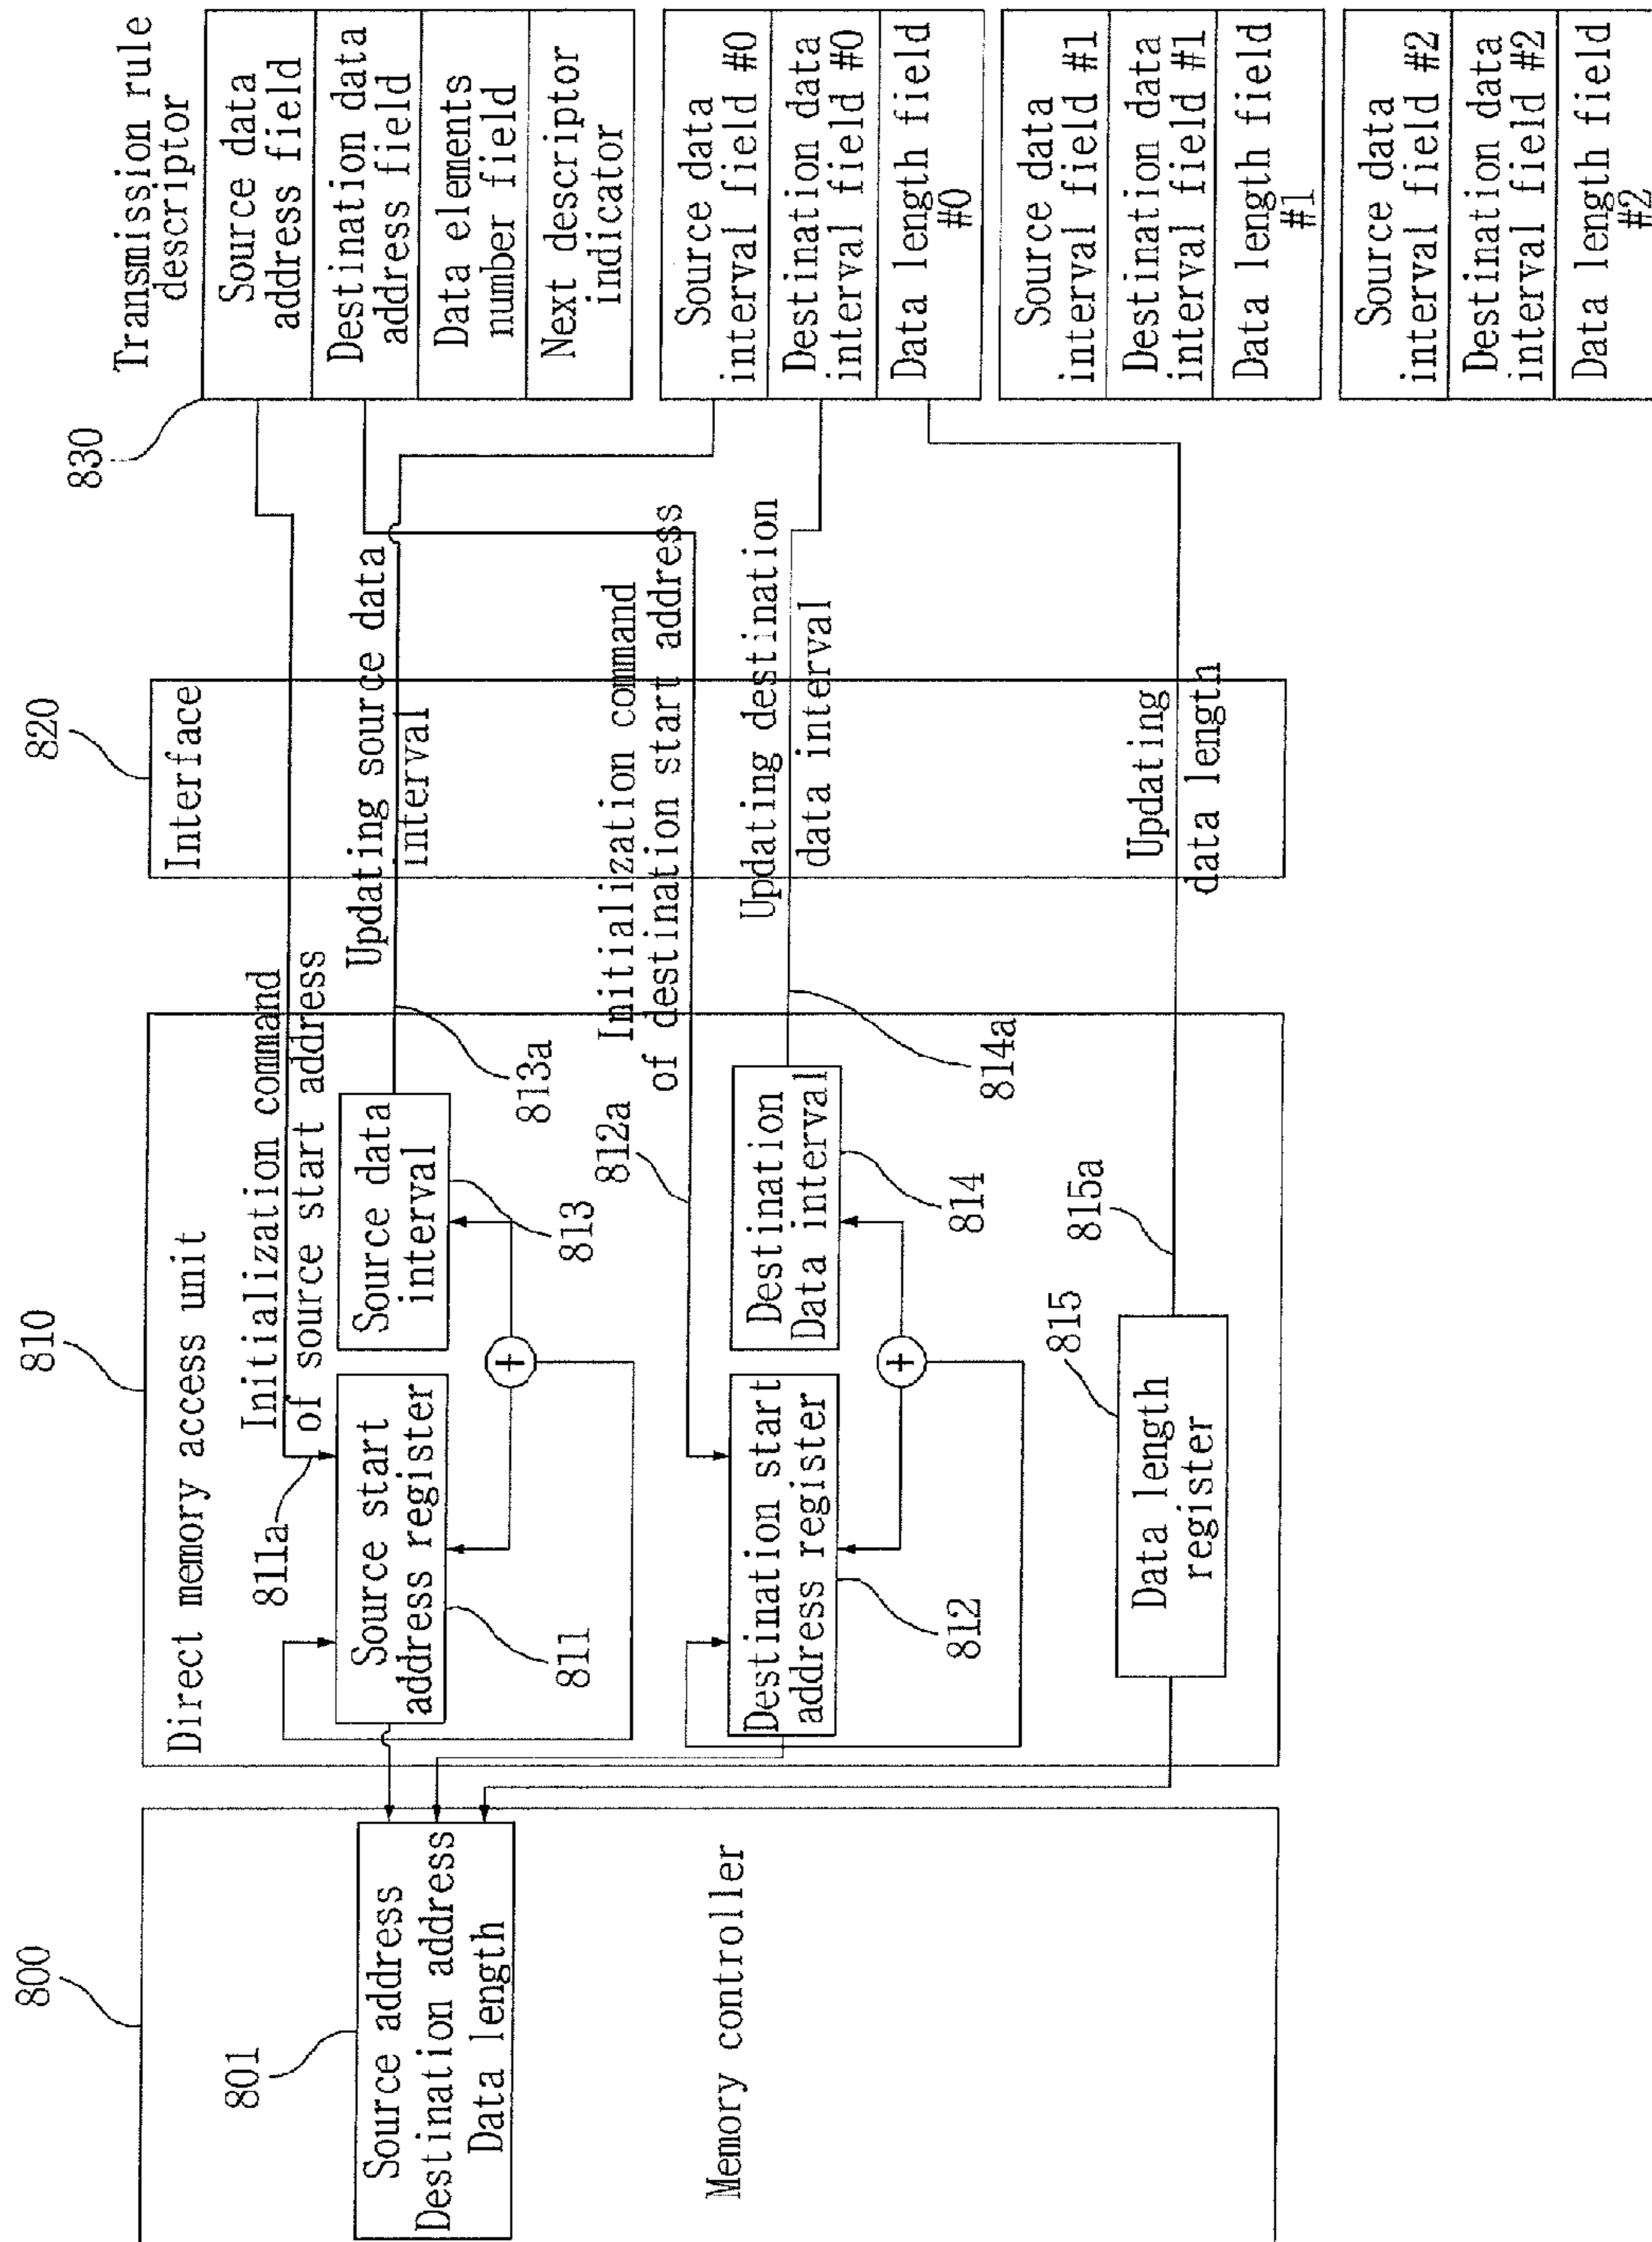 800
801
Source address
Destination address
Data length
Memory controller
810
Direct memory access unit
811a
Initialization command
of source start address
Source start
address register
811
Source data
interval
813
813a
+
812a
Initialization command
of destination start address
Destination start
address register
812
Destination
Data interval
814
814a
+
Data length
register
815
815a
820
Interface
Updating source data
interval
Updating destination
data interval
Updating
data length
830
Transmission rule
descriptor
Source data
address field
Destination data
address field
Data elements
number field
Next descriptor
indicator
Source data
interval field #0
Destination data
interval field #0
Data length field
#0
Source data
interval field #1
Destination data
interval field #1
Data length field
#1
Source data
interval field #2
Destination data
interval field #2
Data length field
#2